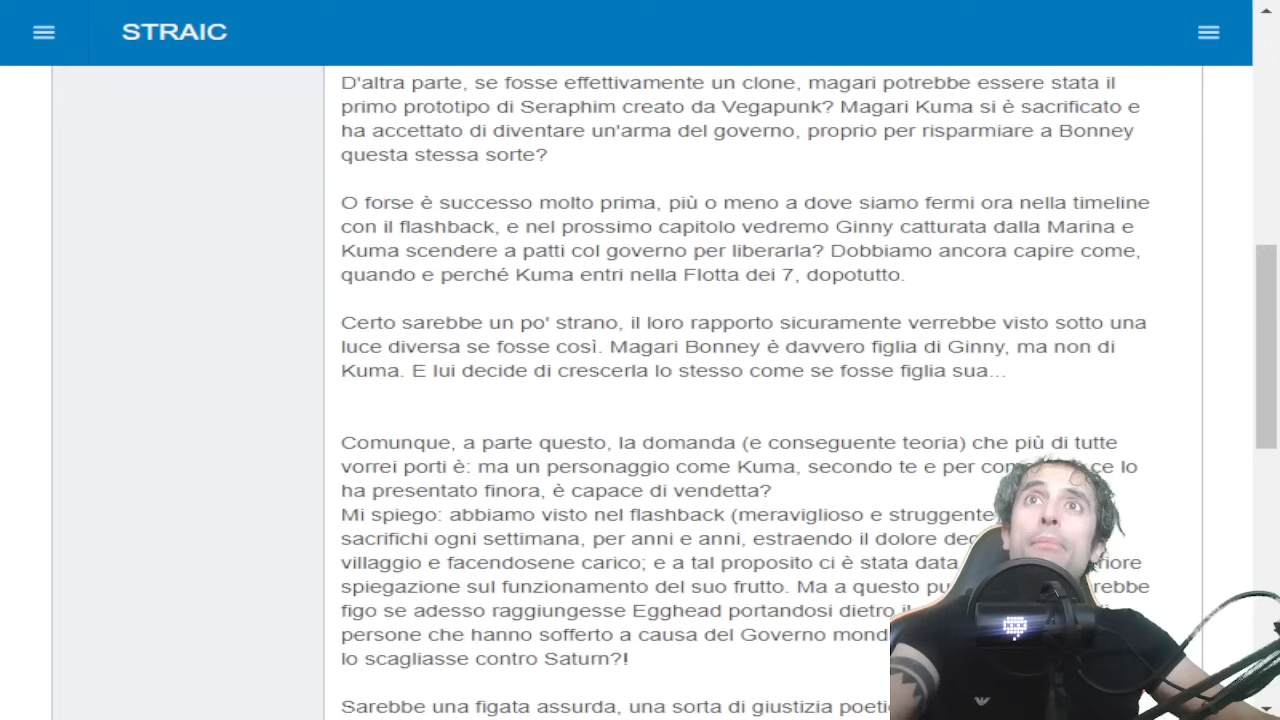 STRAIC
D'altra parte, se fosse effettivamente un clone, magari potrebbe essere stata il
primo prototipo di Seraphim creato da Vegapunk? Magari Kuma si è sacrificato e
ha accettato di diventare un'arma del governo, proprio per risparmiare a Bonney
questa stessa sorte?
O forse è successo molto prima, più o meno a dove siamo fermi ora nella timeline
con il flashback, e nel prossimo capitolo vedremo Ginny catturata dalla Marina e
Kuma scendere a patti col governo per liberarla? Dobbiamo ancora capire come,
quando e perché Kuma entri nella Flotta dei 7, dopotutto.
Certo sarebbe un po' strano, il loro rapporto sicuramente verrebbe visto sotto una
luce diversa se fosse così. Magari Bonney è davvero figlia di Ginny, ma non di
Kuma. E lui decide di crescerla lo stesso come se fosse figlia sua...
Comunque, a parte questo, la domanda (e conseguente teoria) che più di tutte
vorrei porti è: ma un personaggio come Kuma, secondo te e per lo
ha presentato finora, è capace di vendetta?
Mi spiego: abbiamo visto nel flashback (meraviglioso e struggente
sacrifichi ogni settimana, per anni e anni, estraendo il dolore
villaggio e facendosene carico; e a tal proposito ci è stata data
spiegazione sul funzionamento del suo frutto. Ma a questo
figo se adesso raggiungesse Egghead portandosi dietro
persone che hanno sofferto a causa del Governo
lo scagliasse contro Saturn?!
Sarebbe una figata assurda, una sorta di giustizia